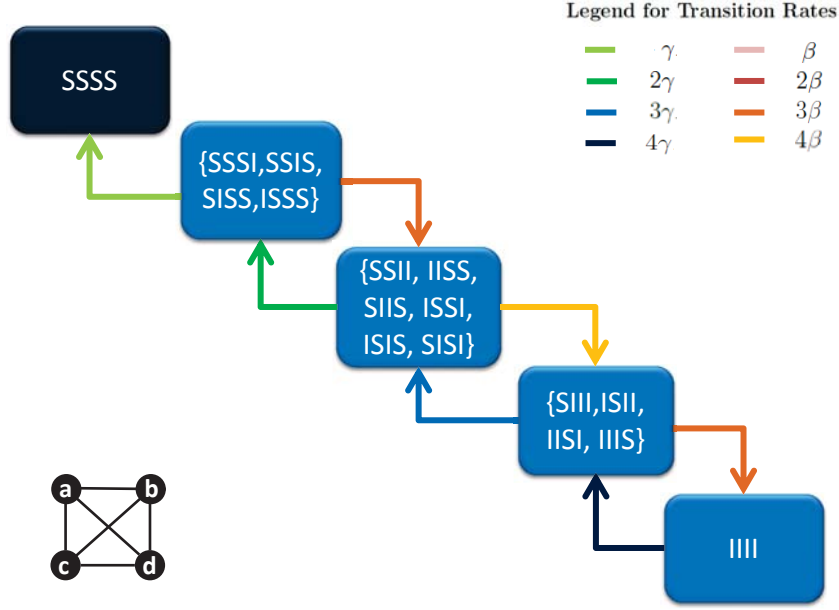 Legend for Transition Rates
γ. β
2γ 2β
3γ. 3β
4γ 4β
SSSS
{SSSI,SSIS,
SISS,ISSS}
{SSII, IISS,
SIIS, ISSI,
ISIS, SISI}
{SIII,ISII,
IISI, IIIS}
IIII
a b
c d